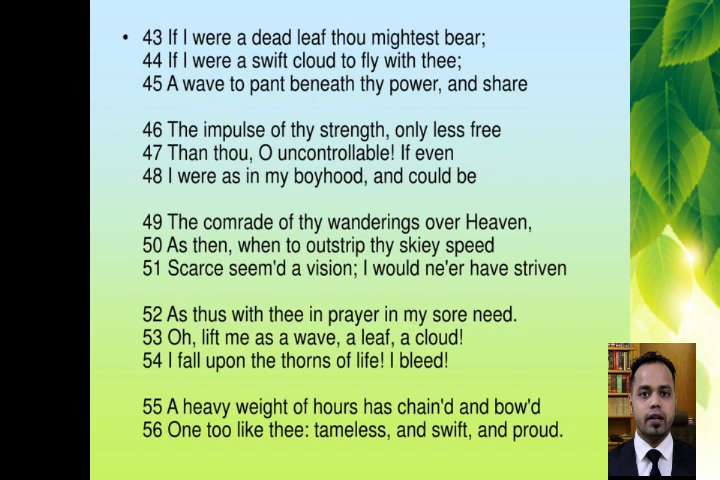 • 43 If I were a dead leaf thou mightest bear;
44 If I were a swift cloud to fly with thee;
45 A wave to pant beneath thy power, and share
46 The impulse of thy strength, only less free
47 Than thou, O uncontrollable! If even
48 I were as in my boyhood, and could be
49 The comrade of thy wanderings over Heaven,
50 As then, when to outstrip thy skiey speed
51 Scarce seem'd a vision; I would ne'er have striven
52 As thus with thee in prayer in my sore need.
53 Oh, lift me as a wave, a leaf, a cloud!
54 I fall upon the thorns of life! I bleed!
55 A heavy weight of hours has chain'd and bow'd
56 One too like thee: tameless, and swift, and proud.